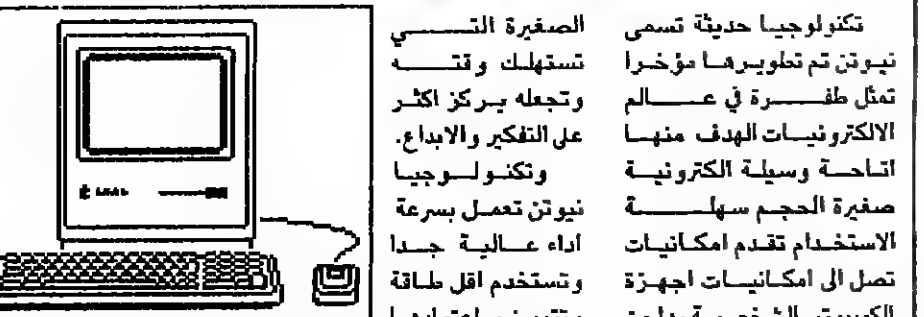 تكنولوجيا حديثة تسمى
نيوتن تم تطويرها مؤخرا
تمثل طفرة في عالم
الالكترونيات الهدف منها
اتاحة وسيلة الكترونية
صغيرة الحجم سهلة
الاستخدام تقدم امكانيات
تصل الى امكانيات اجهزة
الصغيرة التي
تستهلك وقته
وتجعله يركز اكثر
على التفكير والابداع.
وتكنولوجيا
نيوتن تعمل بسرعة
اداء عالية جدا
وتستخدم اقل طاقة